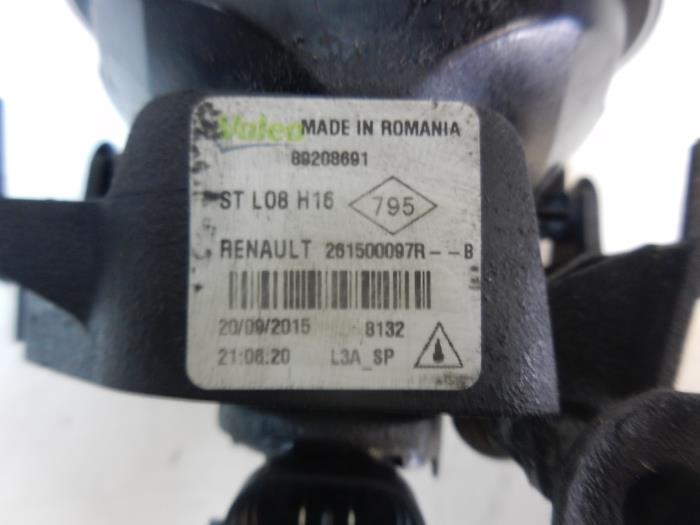 Valeo MADE IN ROMANIA
89208691
ST L08 H16 795
RENAULT 261500097R--B
20/09/2015 8132
21:06:20 L3A_SP